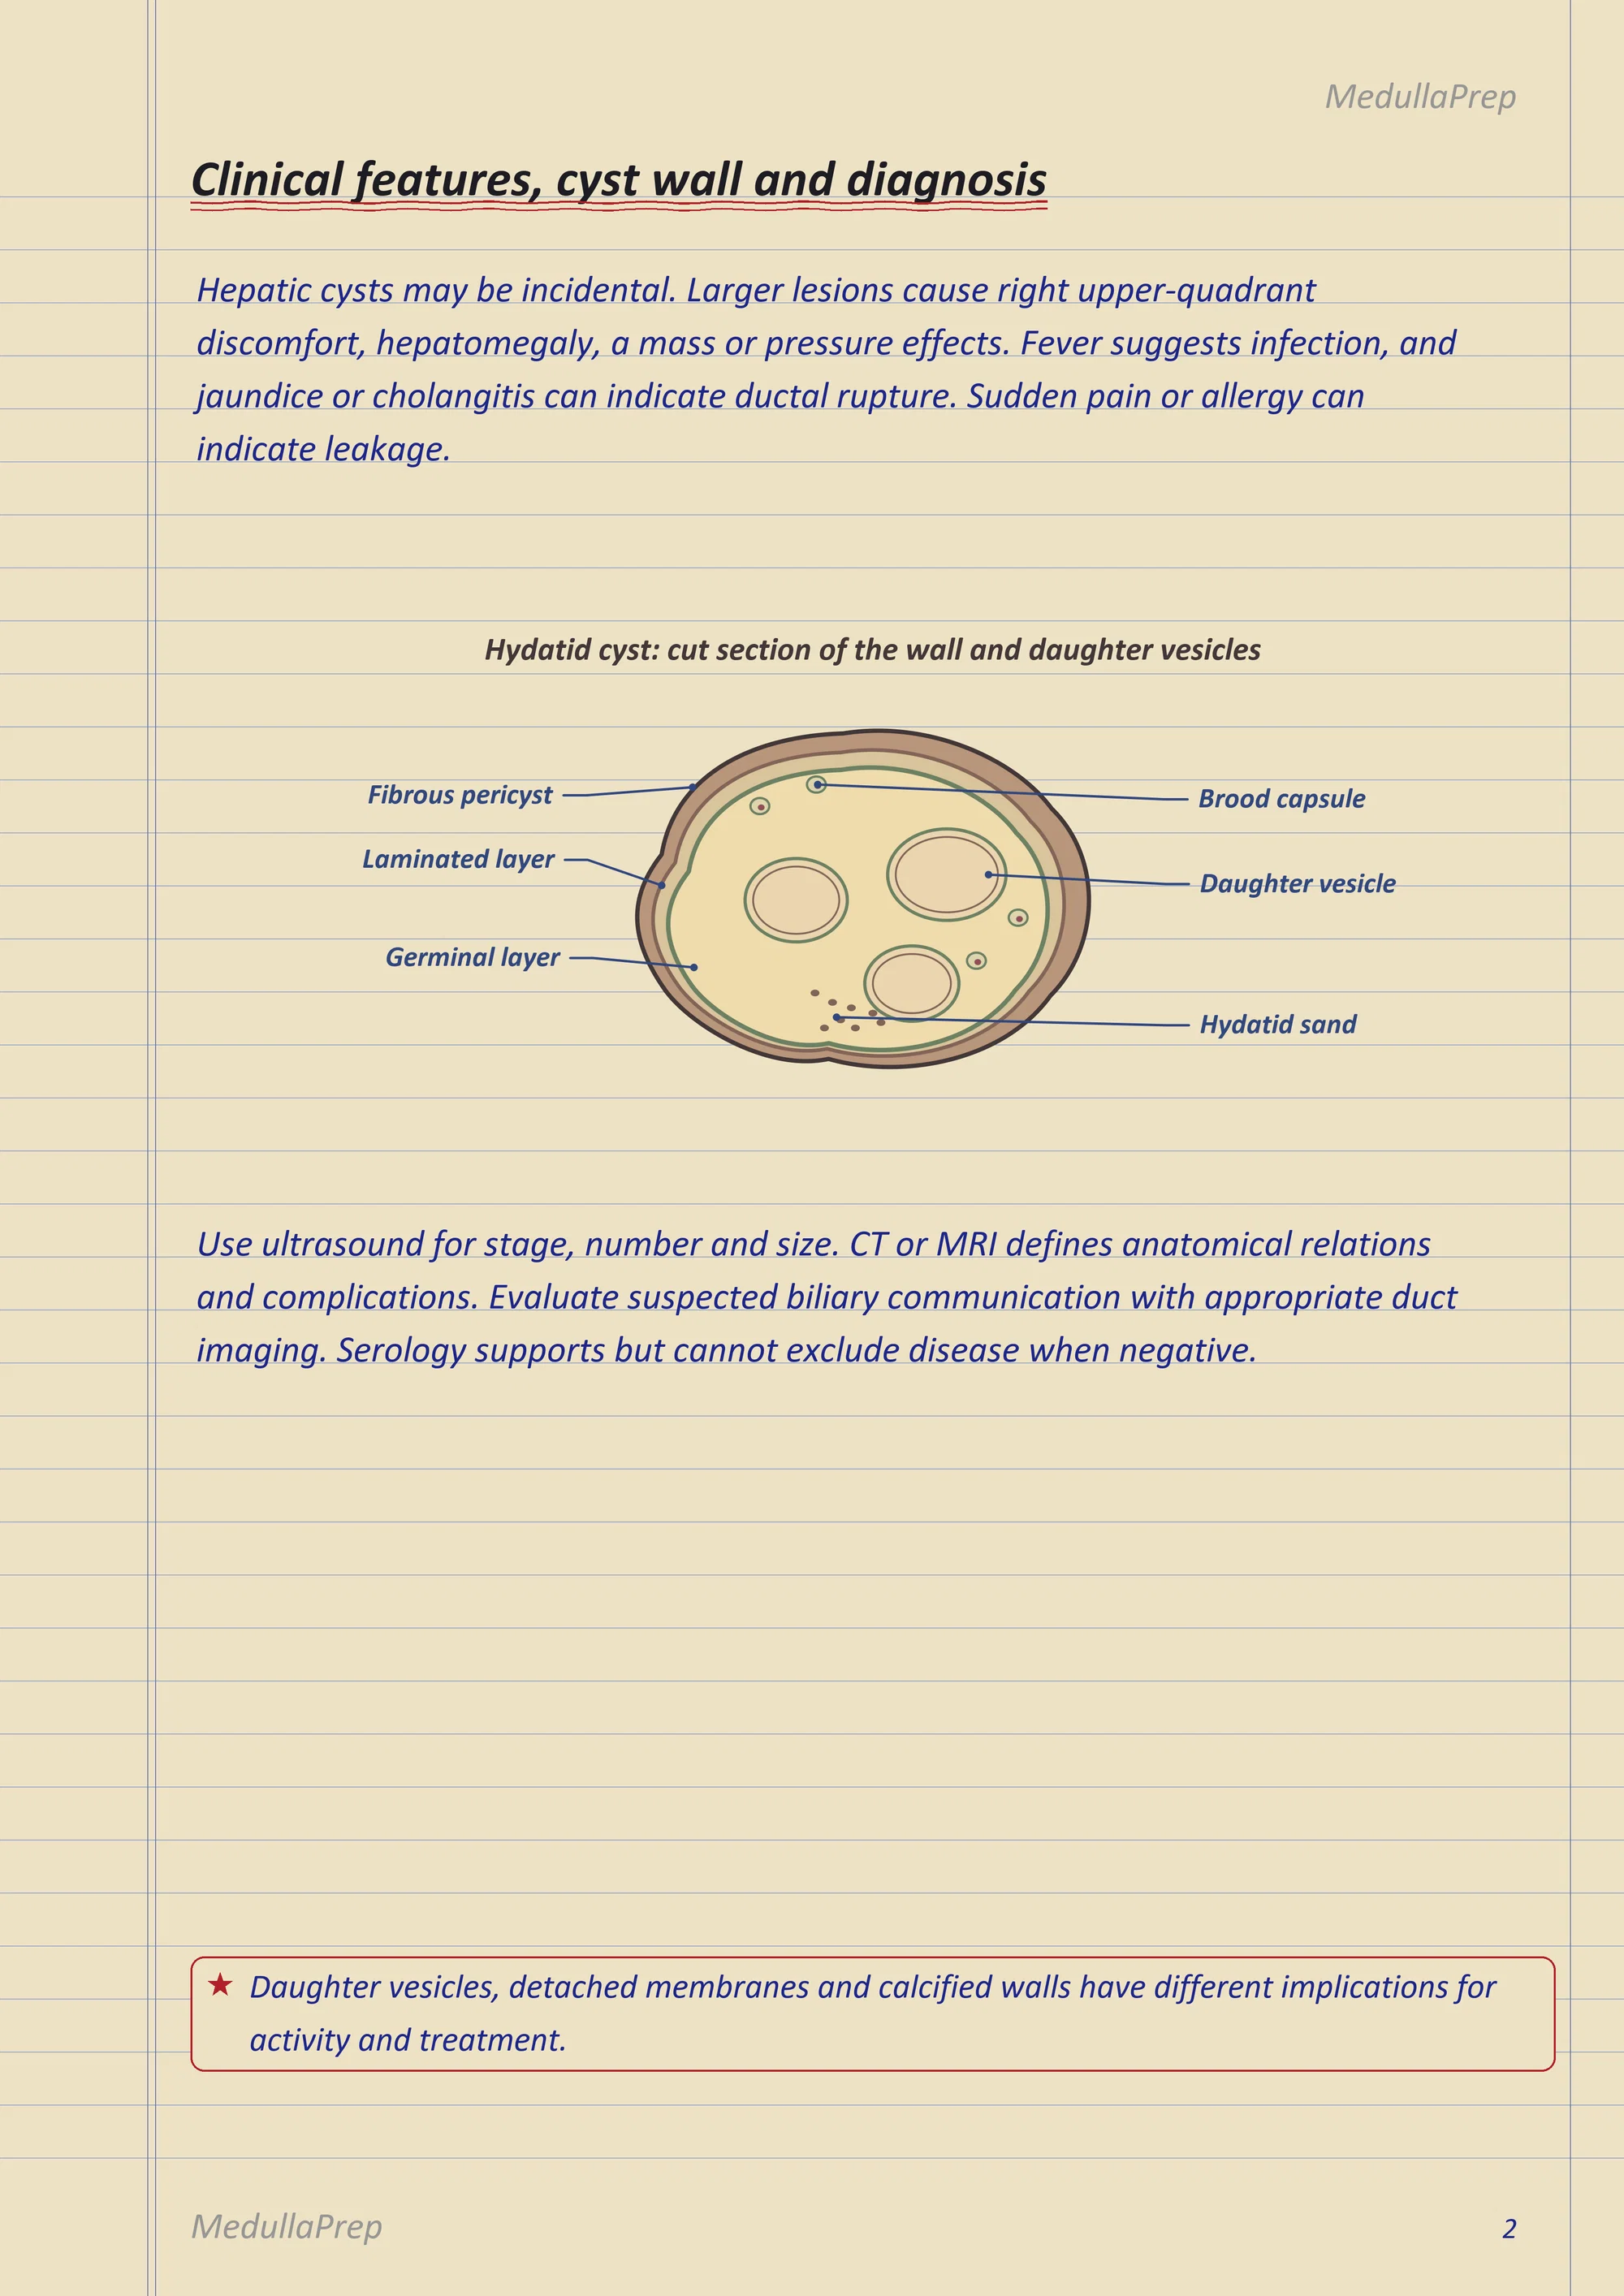 MedullaPrep
Clinical features, cyst wall and diagnosis
Hepatic cysts may be incidental. Larger lesions cause right upper-quadrant
discomfort, hepatomegaly, a mass or pressure effects. Fever suggests infection, and
jaundice or cholangitis can indicate ductal rupture. Sudden pain or allergy can
indicate leakage.
Hydatid cyst: cut section of the wall and daughter vesicles
Fibrous pericyst
Brood capsule
Laminated layer
Daughter vesicle
Germinal layer
Hydatid sand
Use ultrasound for stage, number and size. CT or MRI defines anatomical relations
and complications. Evaluate suspected biliary communication with appropriate duct
imaging. Serology supports but cannot exclude disease when negative.
★ Daughter vesicles, detached membranes and calcified walls have different implications for
activity and treatment.
MedullaPrep
2